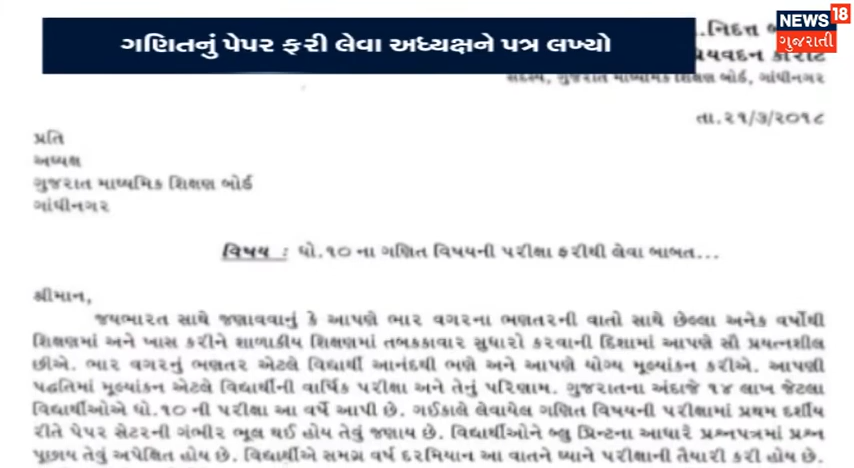 NEWS 18
ગુજરાતી
ગણિતનું પેપર ફરી લેવા અધ્યક્ષને પત્ર લખ્યો
.નિદત્ત
પ્રિયવદન કોરાટ
સદસ્ય, ગુજરાત માધ્યમિક શિક્ષણ બોર્ડ, ગાંધીનગર
તા.૨૧/૩/૨૦૧૮
પ્રતિ
અધ્યક્ષ
ગુજરાત માધ્યમિક શિક્ષણ બોર્ડ
ગાંધીનગર
વિષય : ધો.૧૦ ના ગણિત વિષયની પરીક્ષા ફરીથી લેવા બાબત...
શ્રીમાન,
જયભારત સાથે જણાવવાનું કે આપણે ભાર વગરના ભણતરની વાતો સાથે છેલ્લા અનેક વર્ષોથી
શિક્ષણમાં અને ખાસ કરીને શાળાકીય શિક્ષણમાં તબક્કાવાર સુધારો કરવાની દિશામાં આપણે સૌ પ્રયત્નશીલ
છીએ. ભાર વગરનું ભણતર એટલે વિદ્યાર્થી આનંદથી ભણે અને આપણે યોગ્ય મૂલ્યાંકન કરીએ. આપણી
પદ્ધતિમાં મૂલ્યાંકન એટલે વિદ્યાર્થીની વાર્ષિક પરીક્ષા અને તેનું પરિણામ. ગુજરાતના અંદાજે ૧૪ લાખ જેટલા
વિદ્યાર્થીઓએ ધો.૧૦ ની પરીક્ષા આ વર્ષે આપી છે. ગઈકાલે લેવાયેલ ગણિત વિષયની પરીક્ષામાં પ્રથમ દર્શીય
રીતે પેપર સેટરની ગંભીર ભૂલ થઈ હોય તેવું જણાય છે. વિદ્યાર્થીઓને બ્લુ પ્રિન્ટના આધારે પ્રશ્નપત્રમાં પ્રશ્ન
પૂછાય તેવું અપેક્ષિત હોય છે. વિદ્યાર્થીએ સમગ્ર વર્ષ દરમિયાન આ વાતને ધ્યાને પરીક્ષાની તૈયારી કરી હોય છે.